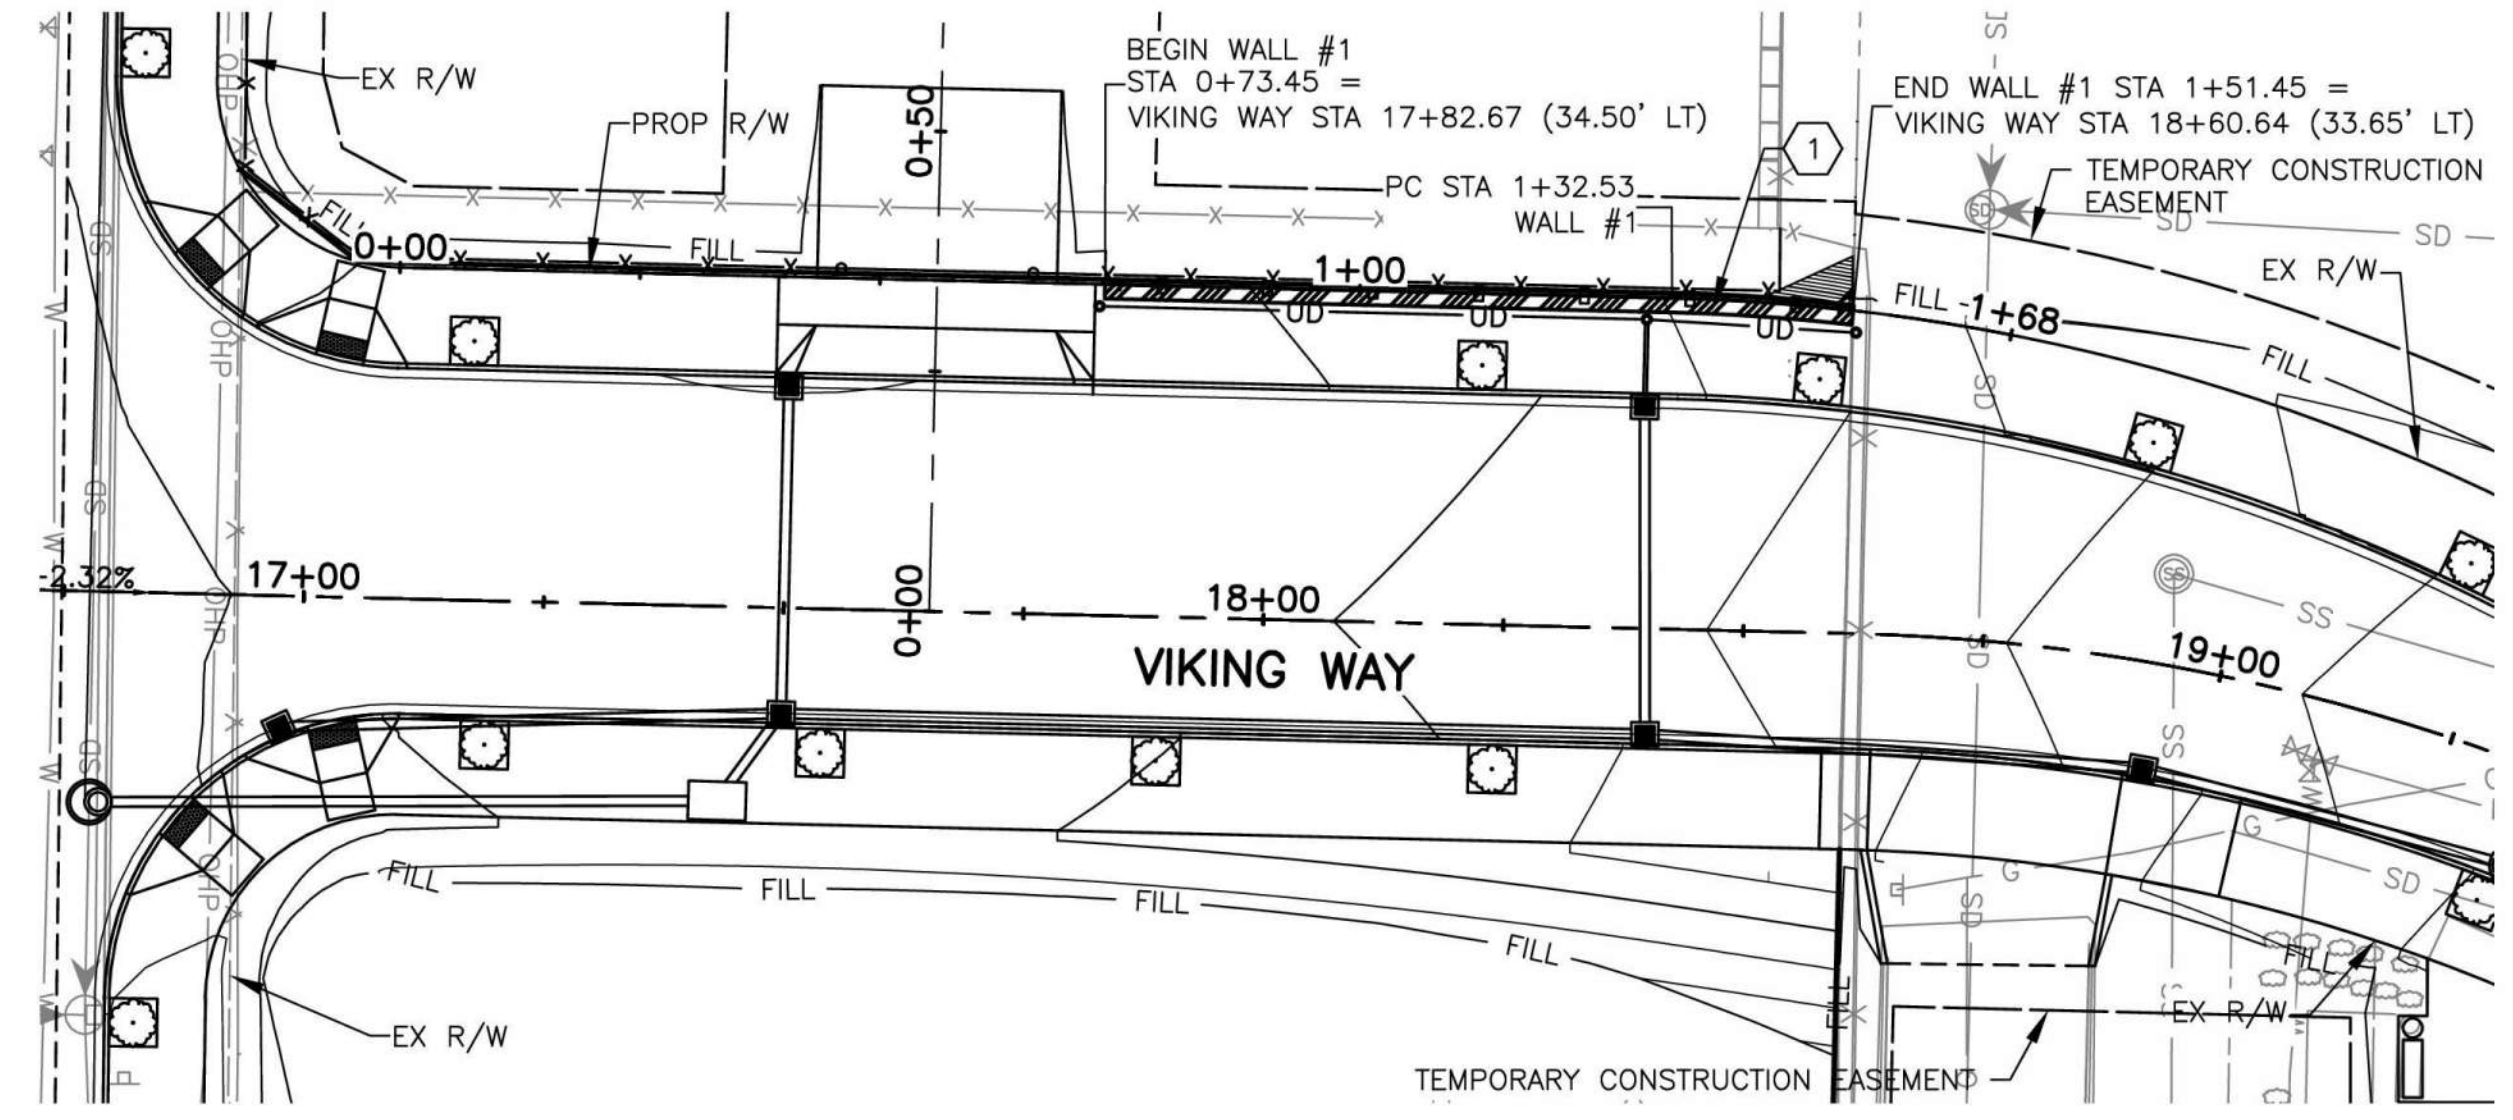 BEGIN WALL #1
STA 0+73.45 =
VIKING WAY STA 17+82.67 (34.50' LT)
END WALL #1 STA 1+51.45 =
VIKING WAY STA 18+60.64 (33.65' LT)
EX R/W
PROP R/W
0+50
1
TEMPORARY CONSTRUCTION
EASEMENT
PC STA 1+32.53
WALL #1
OHP
SD
SD
SD
SD
FILL
0+00
FILL
1+00
EX R/W
FILL
1+68
FILL
UD
UD
UD
W
SD
OHP
SD
SD
W
W
-2.32%
17+00
OHP
0+00
18+00
VIKING WAY
SS
SS
SD
19+00
SD
W
SS
W
G
G
SD
OHP
FILL
FILL
FILL
FILL
SD
FILL
FILL
W
EX R/W
EX R/W
TEMPORARY CONSTRUCTION EASEMENT